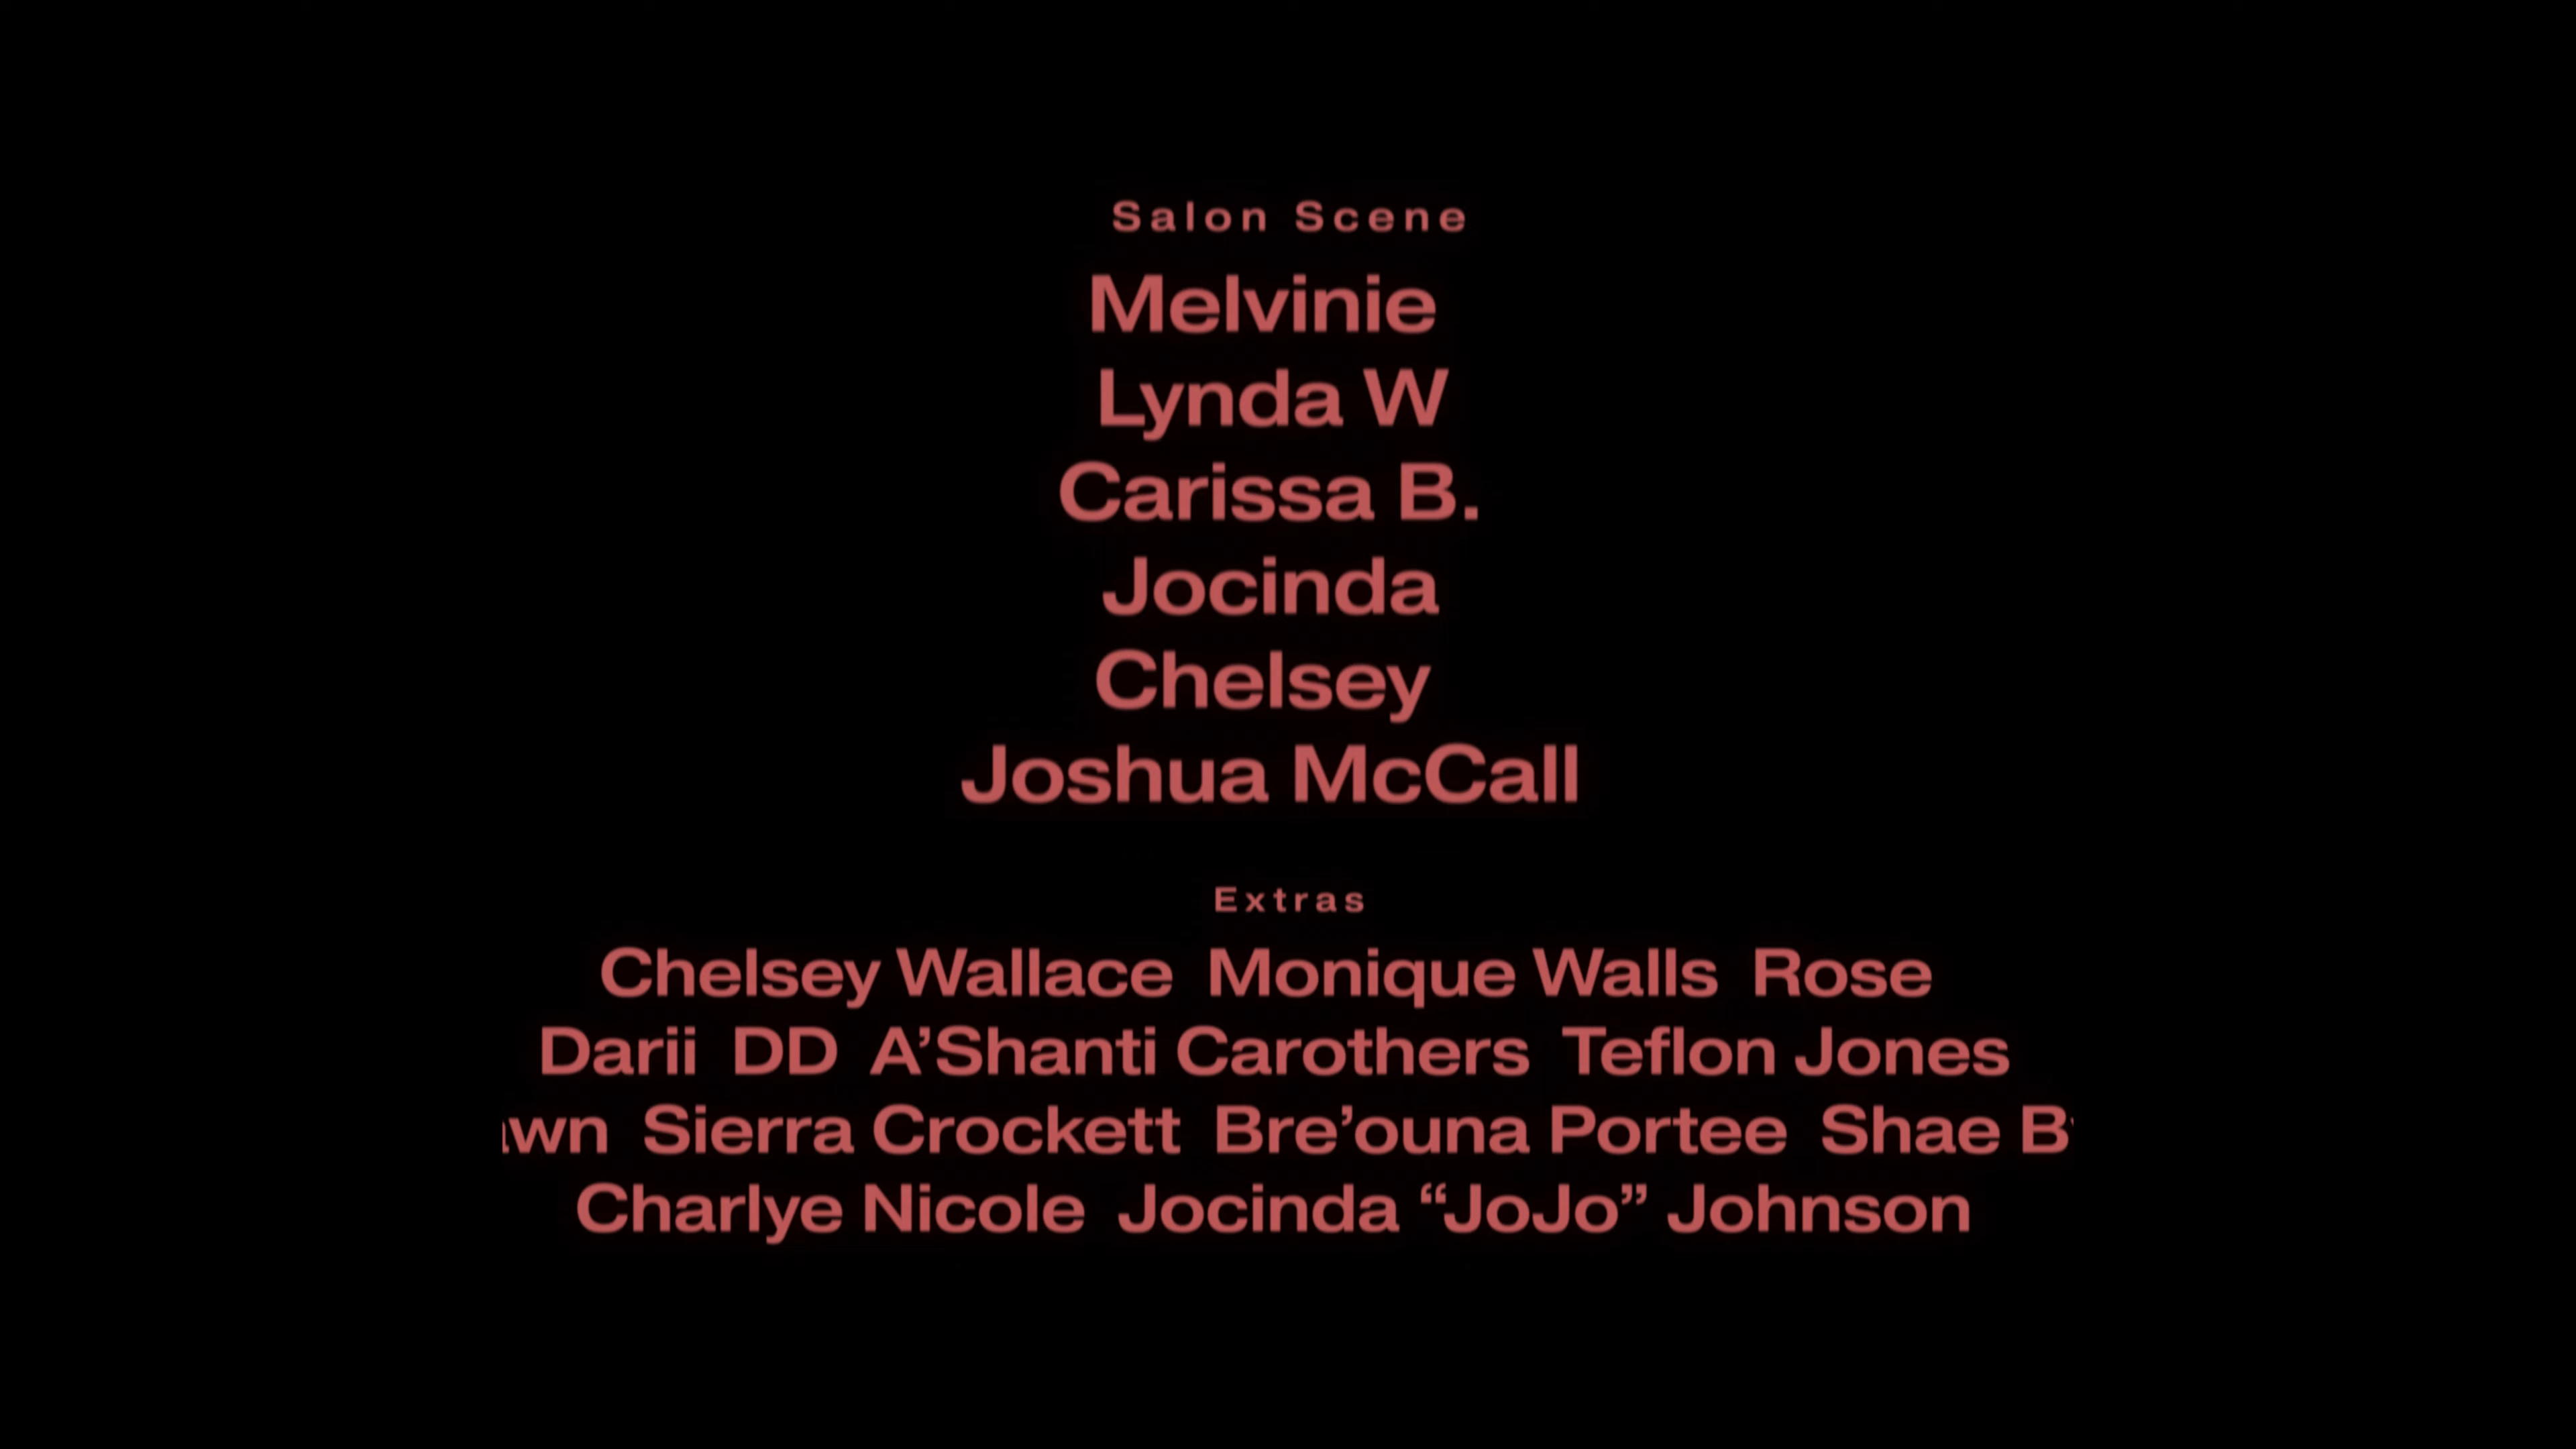 Salon Scene
Melvinie
Lynda W
Carissa B.
Jocinda
Chelsey
Joshua McCall
Extras
Chelsey Wallace Monique Walls Rose
Darii DD A’Shanti Carothers Teflon Jones
Sierra Crockett Bre’ouna Portee Shae
Charlye Nicole Jocinda “JoJo” Johnson